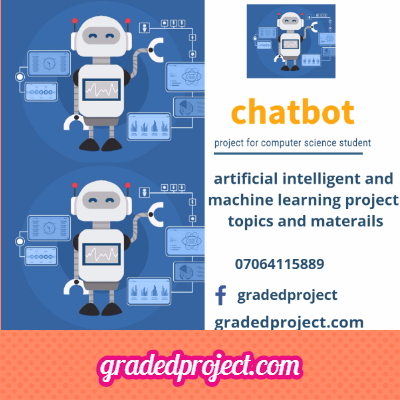 chatbot
project for computer science student
artificial intelligent and
machine learning project
topics and materails
07064115889
gradedproject
gradedproject.com
gradedproject.com